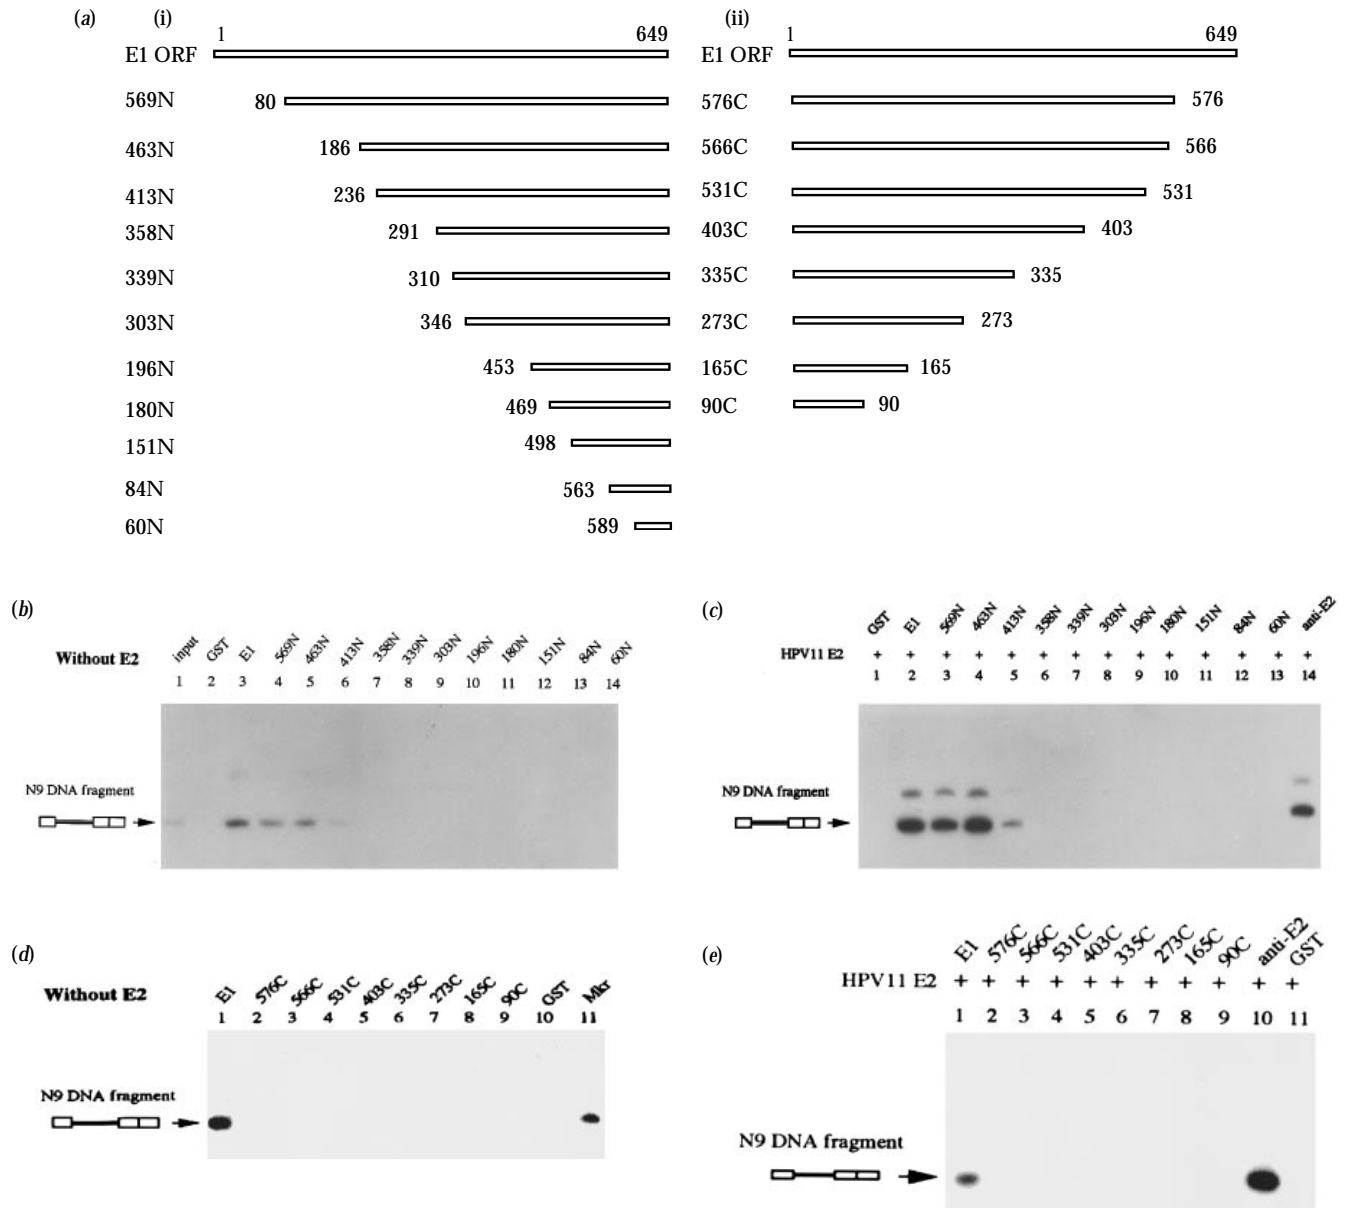 (a) (i) (ii)
1 649
E1 ORF
569N 80
463N 186
413N 236
358N 291
339N 310
303N 346
196N 453
180N 469
151N 498
84N 563
60N 589
1 649
E1 ORF
576C 576
566C 566
531C 531
403C 403
335C 335
273C 273
165C 165
90C 90
(b)
Without E2 input GST E1 569N 463N 413N 358N 339N 303N 196N 180N 151N 84N 60N
1 2 3 4 5 6 7 8 9 10 11 12 13 14
N9 DNA fragment
(c)
GST E1 569N 463N 413N 358N 339N 303N 196N 180N 151N 84N 60N anti-E2
HPV11 E2 + + + + + + + + + + + + + +
1 2 3 4 5 6 7 8 9 10 11 12 13 14
N9 DNA fragment
(d)
Without E2 E1 576C 566C 531C 403C 335C 273C 165C 90C GST Mkr
1 2 3 4 5 6 7 8 9 10 11
N9 DNA fragment
(e)
E1 576C 566C 531C 403C 335C 273C 165C 90C anti-E2 GST
HPV11 E2 + + + + + + + + + + +
1 2 3 4 5 6 7 8 9 10 11
N9 DNA fragment